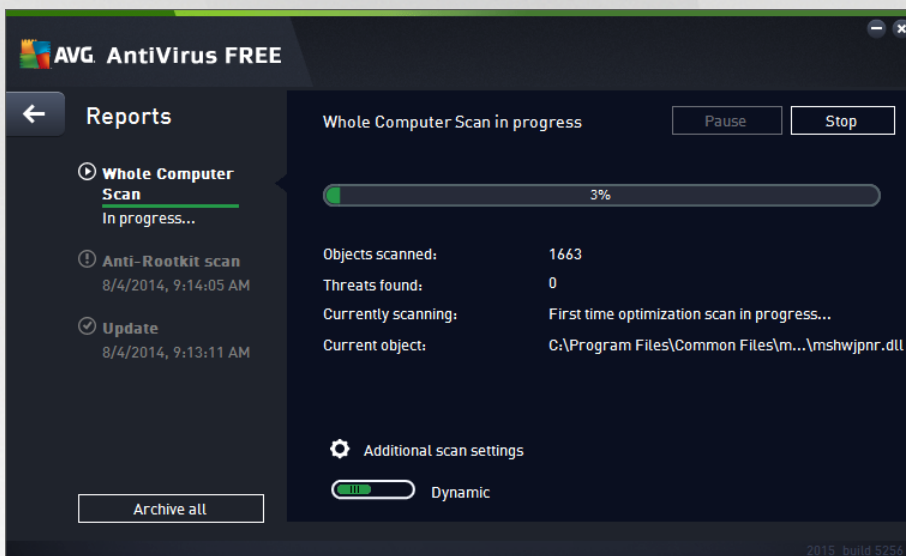 AVG. AntiVirus FREE
Reports
Whole Computer Scan
In progress...
Anti-Rootkit scan
8/4/2014, 9:14:05 AM
Update
8/4/2014, 9:13:11 AM
Archive all
Whole Computer Scan in progress
Pause
Stop
3%
Objects scanned: 1663
Threats found: 0
Currently scanning: First time optimization scan in progress...
Current object: C:\Program Files\Common Files\m...\mshwjpnr.dll
Additional scan settings
Dynamic
2015 build 5256